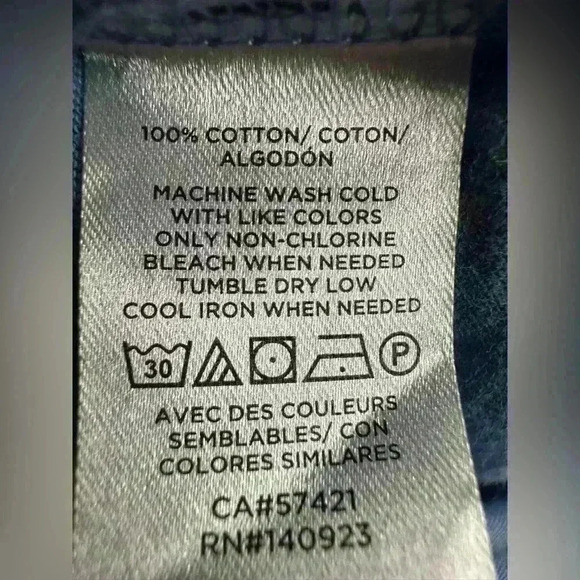 100% COTTON/ COTON/
ALGODÓN
MACHINE WASH COLD
WITH LIKE COLORS
ONLY NON-CHLORINE
BLEACH WHEN NEEDED
TUMBLE DRY LOW
COOL IRON WHEN NEEDED
30 P
AVEC DES COULEURS
SEMBLABLES/ CON
COLORES SIMILARES
CA#57421
RN#140923